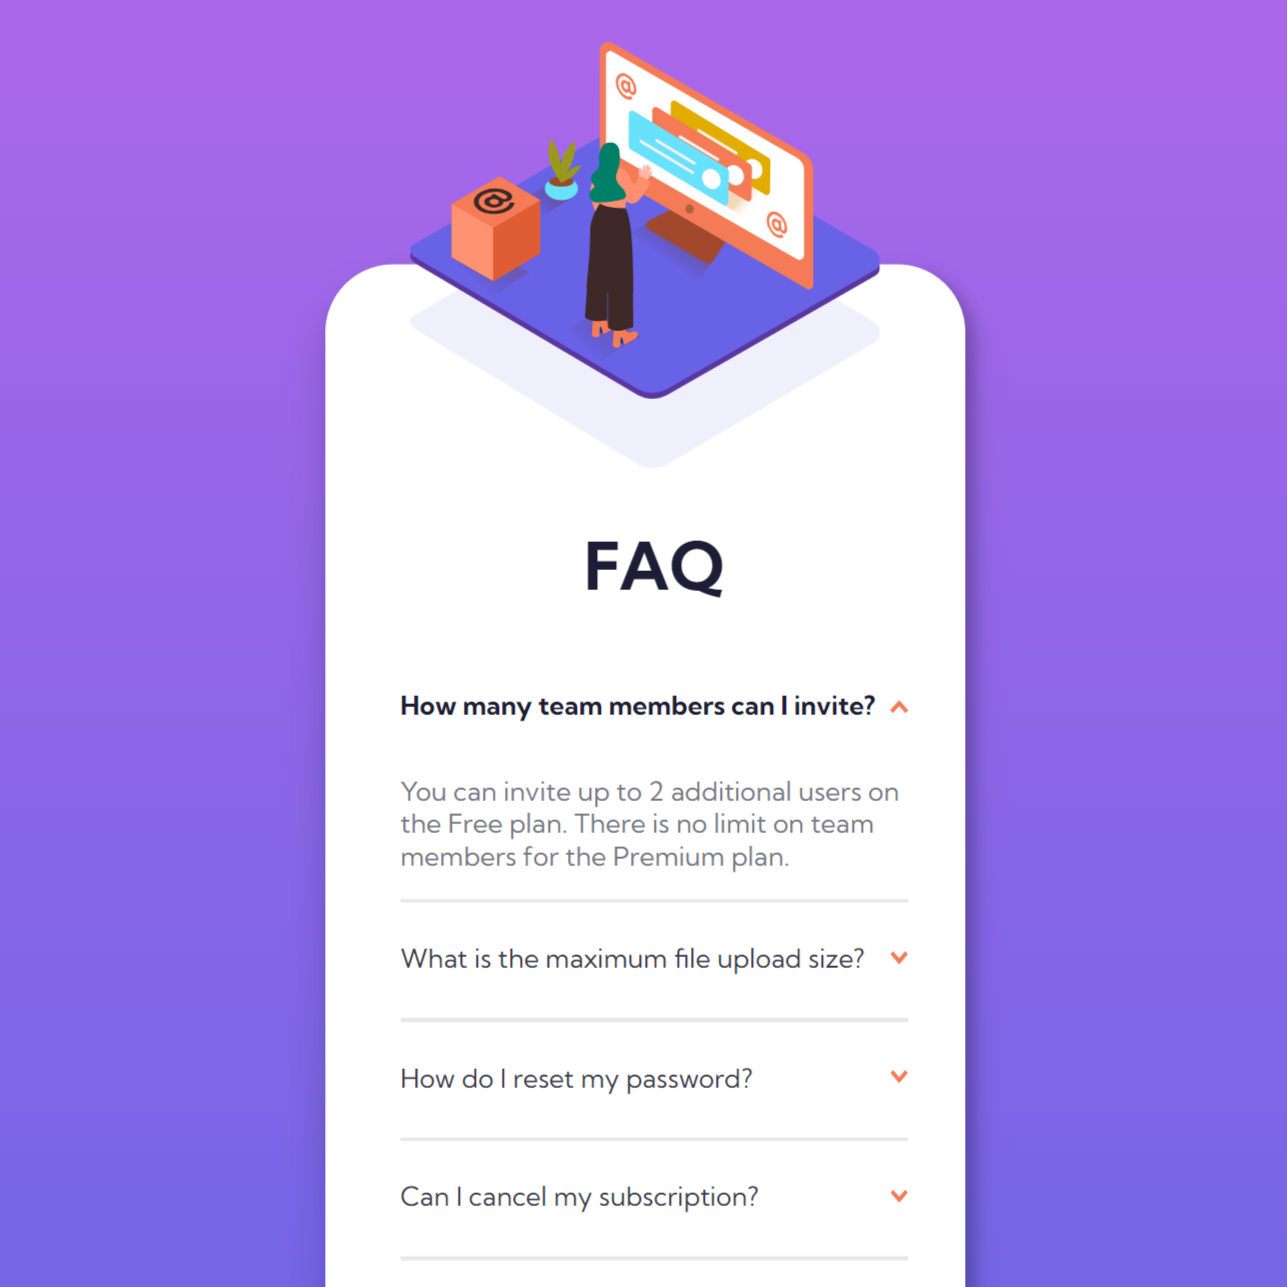 @
@
@
FAQ
How many team members can I invite?
You can invite up to 2 additional users on
the Free plan. There is no limit on team
members for the Premium plan.
What is the maximum file upload size?
How do I reset my password?
Can I cancel my subscription?